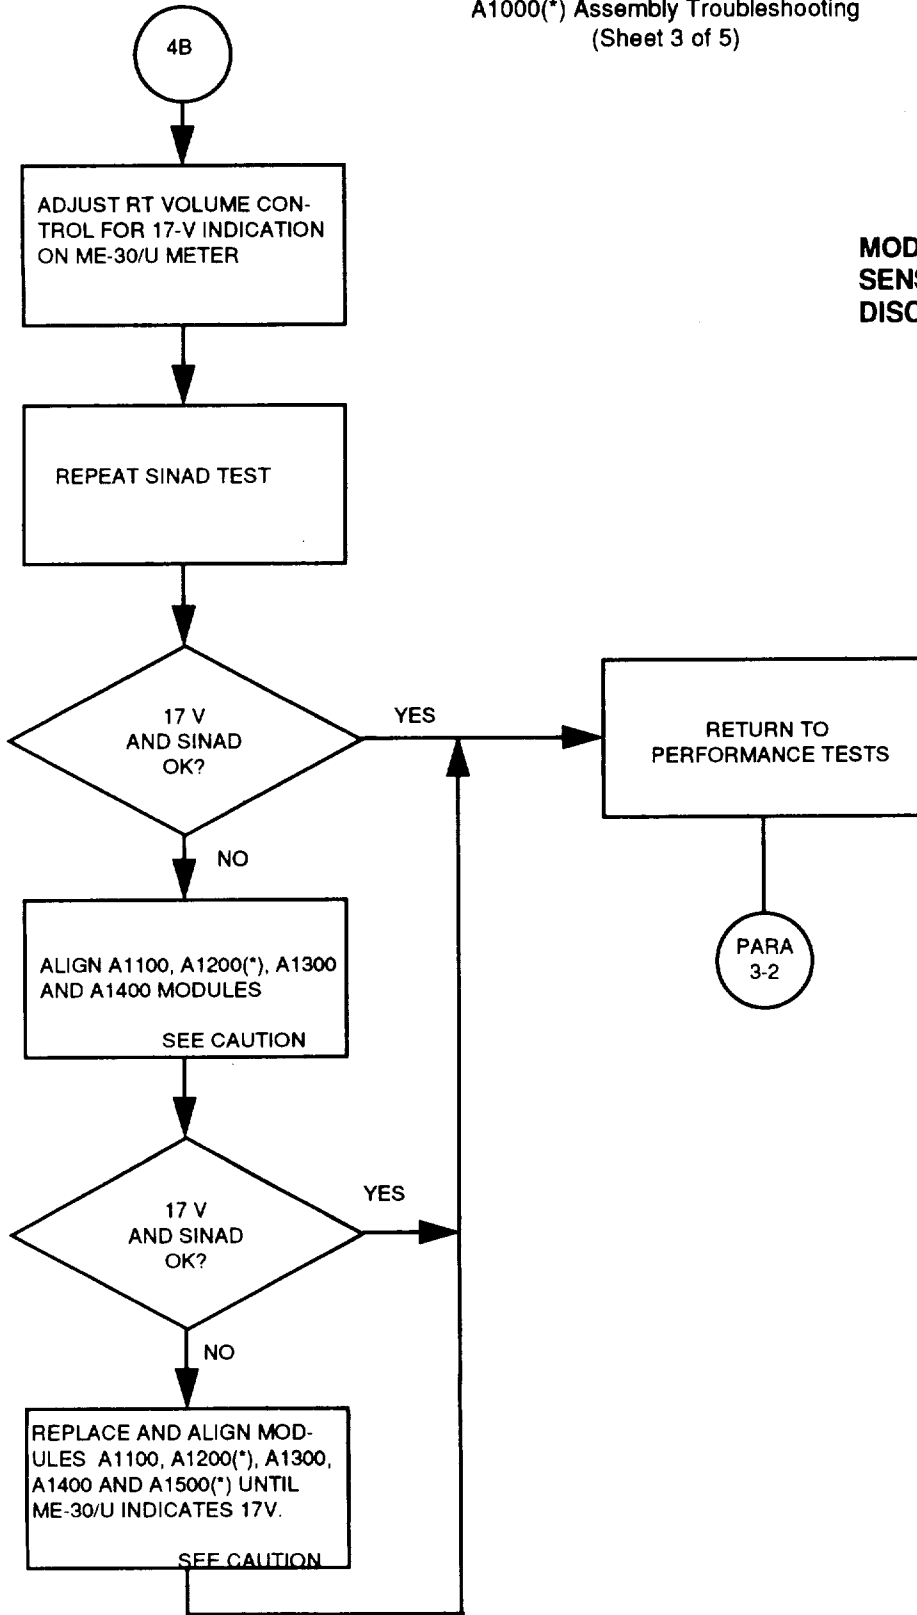 A1000(*) Assembly Troubleshooting
(Sheet 3 of 5)
4B
ADJUST RT VOLUME CON-
TROL FOR 17-V INDICATION
ON ME-30/U METER
REPEAT SINAD TEST
17 V
AND SINAD
OK?
YES
RETURN TO
PERFORMANCE TESTS
NO
PARA
3-2
ALIGN A1100, A1200(*), A1300
AND A1400 MODULES
SEE CAUTION
17 V
AND SINAD
OK?
YES
NO
REPLACE AND ALIGN MOD-
ULES A1100, A1200(*), A1300,
A1400 AND A1500(*) UNTIL
ME-30/U INDICATES 17V.
SEE CAUTION